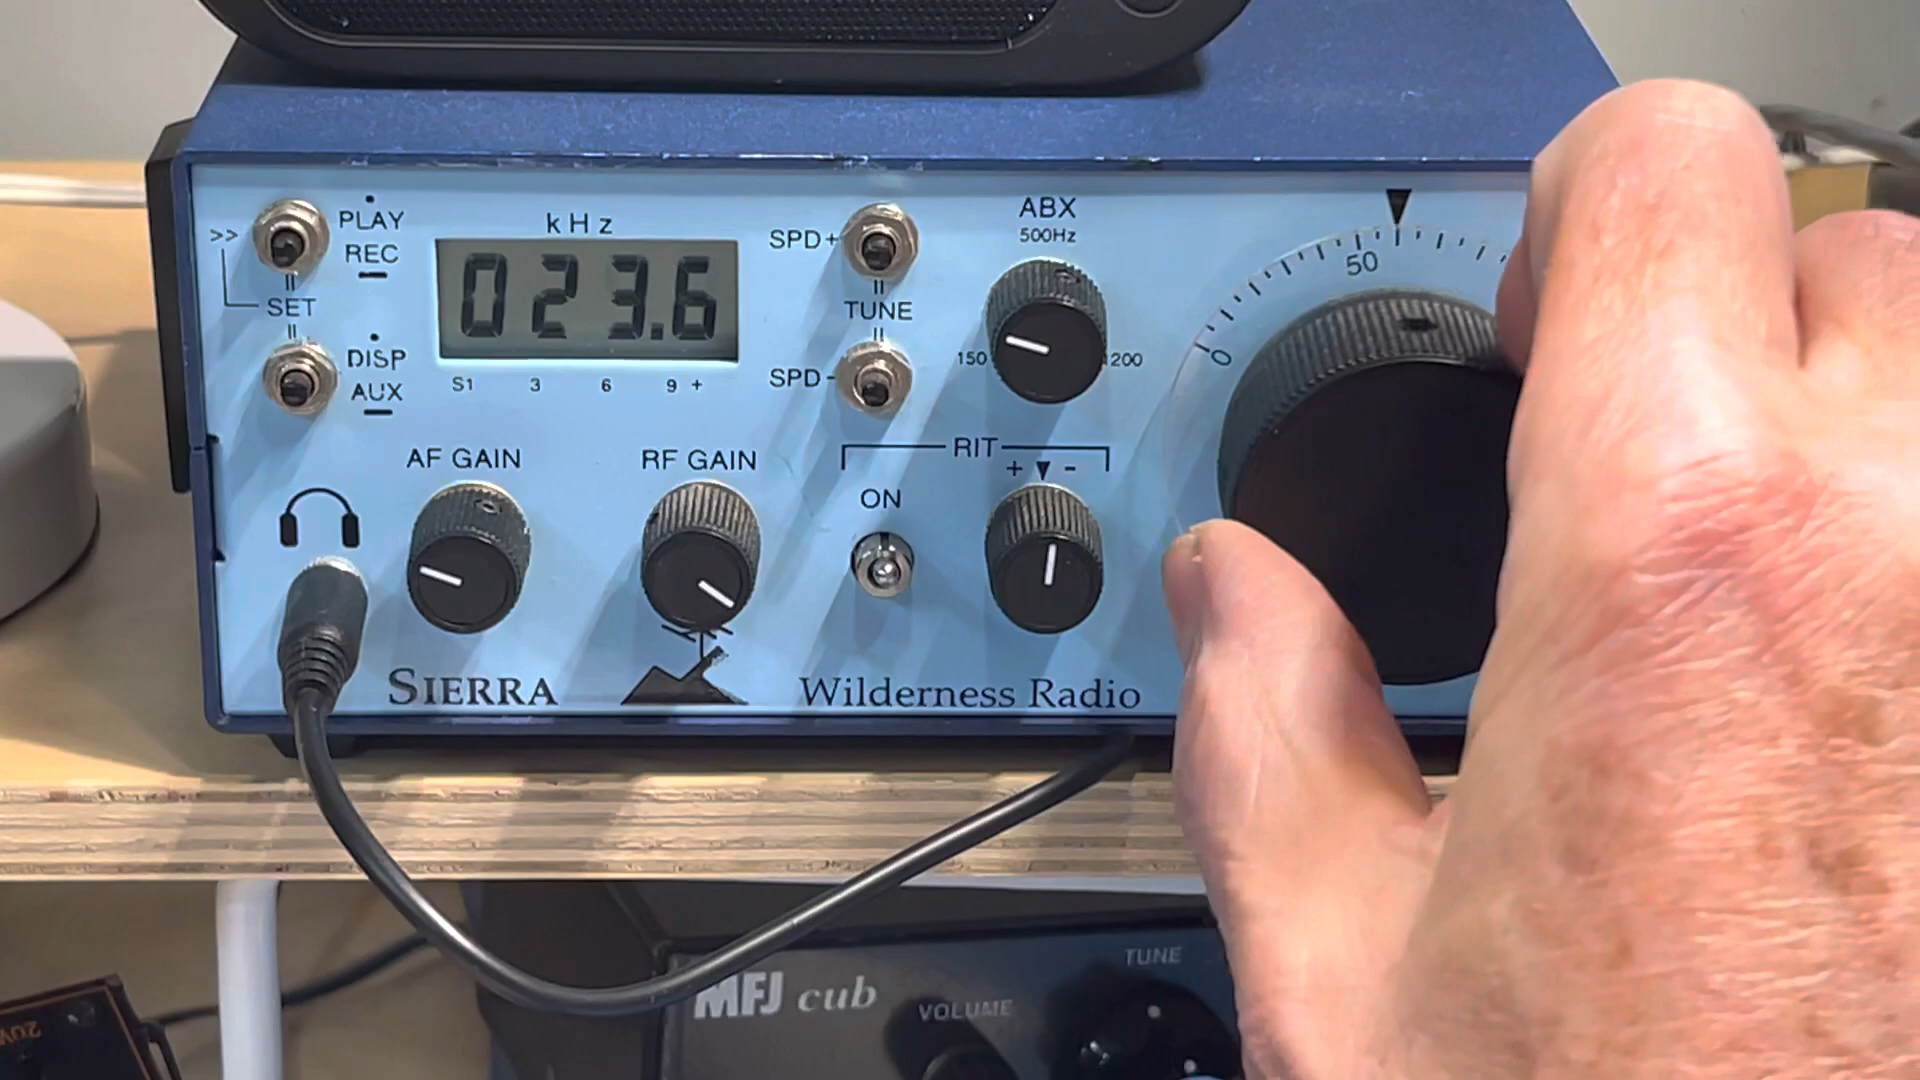 PLAY
>>
REC
SET
DISP
AUX
kHz
023.6
S1 3 6 9 +
SPD+
TUNE
SPD-
ABX
500Hz
150 200
0 50
AF GAIN
RF GAIN
RIT
+ ▼ -
ON
SIERRA
Wilderness Radio
MFJ cub
VOLUME
TUNE